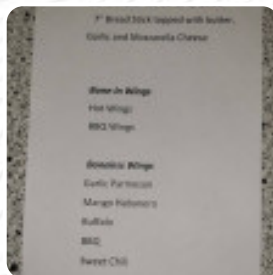 7" Bread Stick topped with butter,
Garlic and Mozzarella Cheese
Bone In Wings
Hot Wings
BBQ Wings
Boneless Wings
Garlic Parmesan
Mango Habanero
Buffalo
BBQ
Sweet Chili